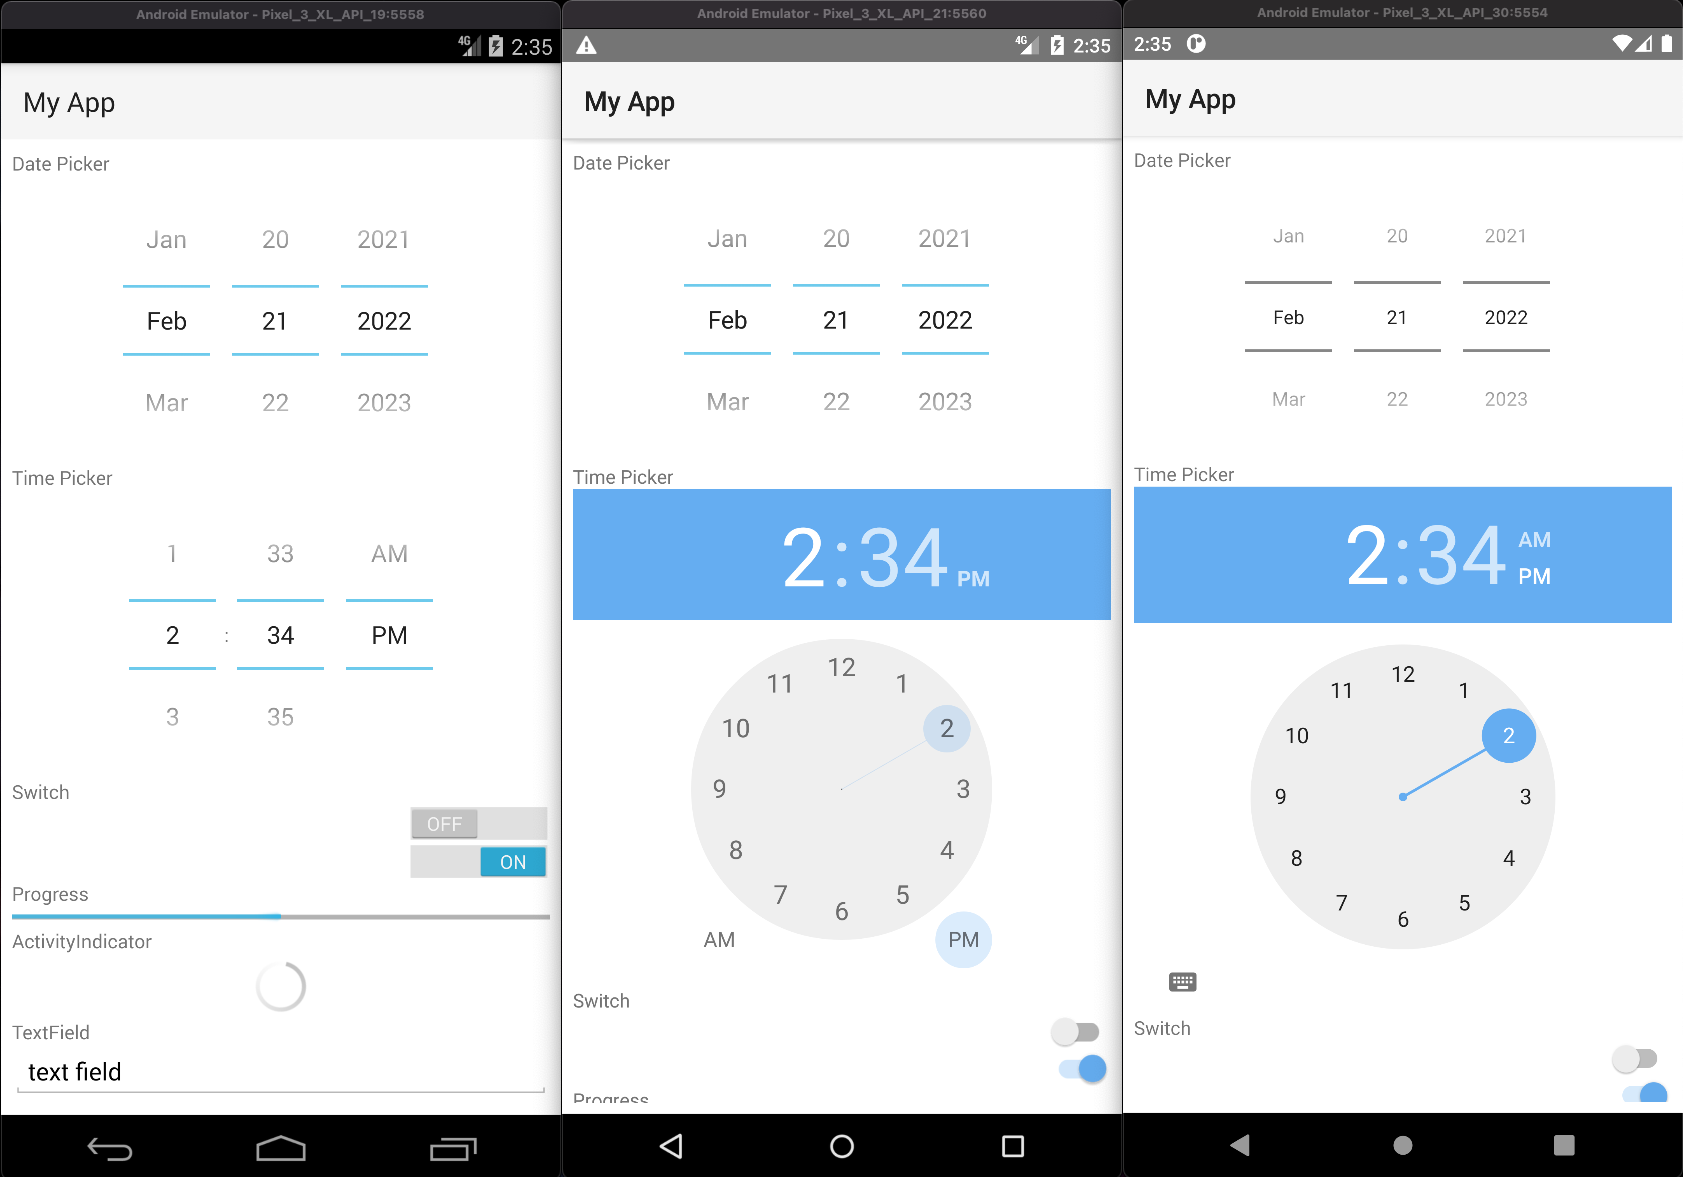 Android Emulator - Pixel_3_XL_API_19:5558
4G 2:35
My App
Date Picker
Jan 20 2021
Feb 21 2022
Mar 22 2023
Time Picker
1 33 AM
2 : 34 PM
3 35
Switch
OFF
ON
Progress
ActivityIndicator
TextField
text field
Android Emulator - Pixel_3_XL_API_21:5560
4G 2:35
My App
Date Picker
Jan 20 2021
Feb 21 2022
Mar 22 2023
Time Picker
2:34 PM
12
11 1
10 2
9 3
8 4
7 5
6
AM PM
Switch
Progress
Android Emulator - Pixel_3_XL_API_30:5554
2:35
My App
Date Picker
Jan 20 2021
Feb 21 2022
Mar 22 2023
Time Picker
2:34 AM
PM
12
11 1
10 2
9 3
8 4
7 5
6
Switch